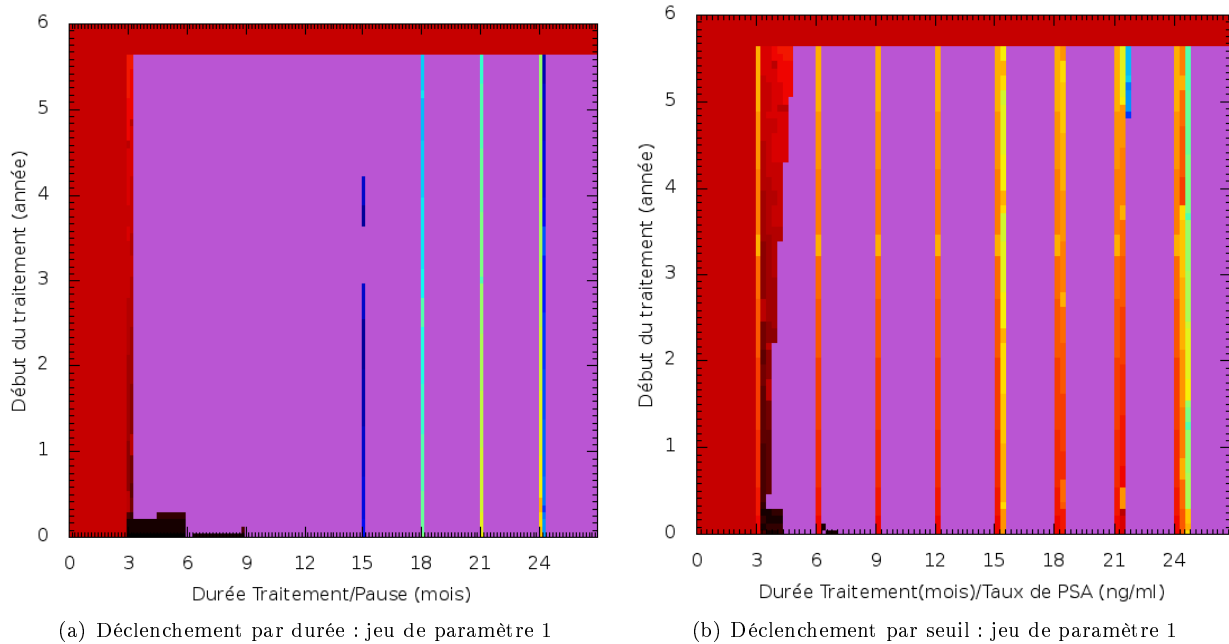 6
5
4
3
2
1
0
Début du traitement (année)
0 3 6 9 12 15 18 21 24
Durée Traitement/Pause (mois)
(a) Déclenchement par durée : jeu de paramètre 1
6
5
4
3
2
1
0
Début du traitement (année)
0 3 6 9 12 15 18 21 24
Durée Traitement(mois)/Taux de PSA (ng/ml)
(b) Déclenchement par seuil : jeu de paramètre 1